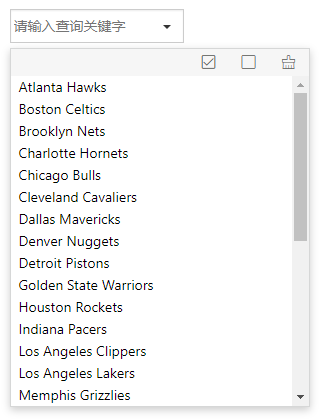 请输入查询关键字
Atlanta Hawks
Boston Celtics
Brooklyn Nets
Charlotte Hornets
Chicago Bulls
Cleveland Cavaliers
Dallas Mavericks
Denver Nuggets
Detroit Pistons
Golden State Warriors
Houston Rockets
Indiana Pacers
Los Angeles Clippers
Los Angeles Lakers
Memphis Grizzlies